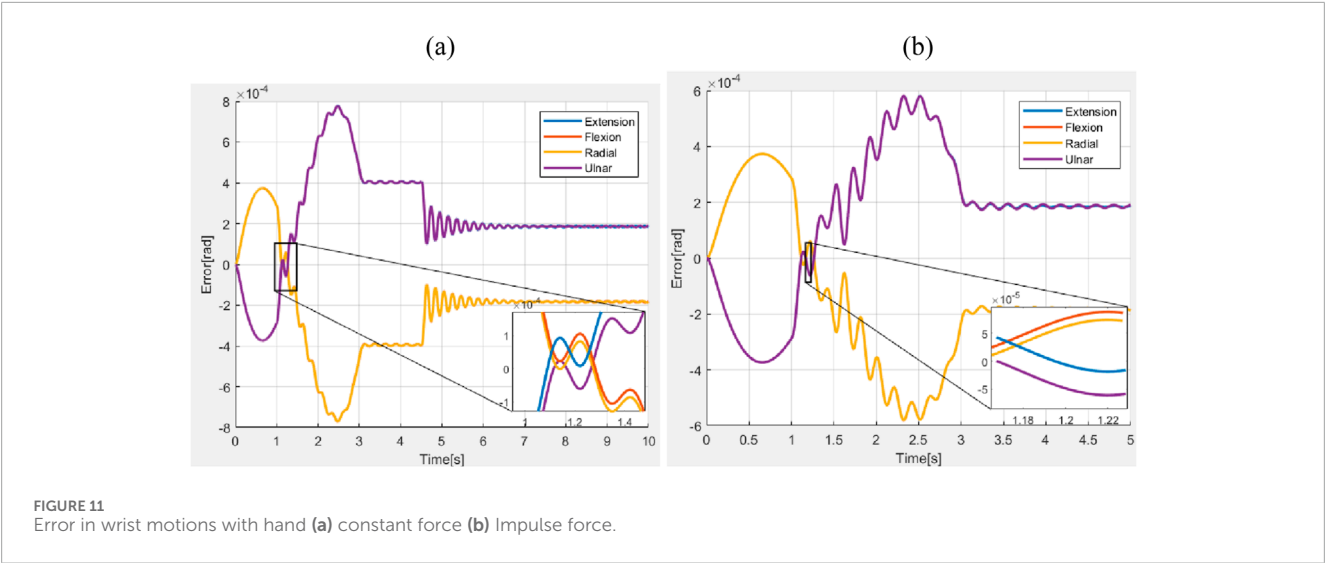 (a)
×10⁻⁴
8
6
4
2
0
-2
-4
-6
-8
Error[rad]
Extension
Flexion
Radial
Ulnar
×10⁻⁴
1
0
-1
1
1.2
1.4
0 1 2 3 4 5 6 7 8 9 10
Time[s]
(b)
×10⁻⁴
6
4
2
0
-2
-4
-6
Error[rad]
Extension
Flexion
Radial
Ulnar
×10⁻⁵
5
0
-5
1.18 1.2 1.22
0 0.5 1 1.5 2 2.5 3 3.5 4 4.5 5
Time[s]
FIGURE 11
Error in wrist motions with hand (a) constant force (b) Impulse force.